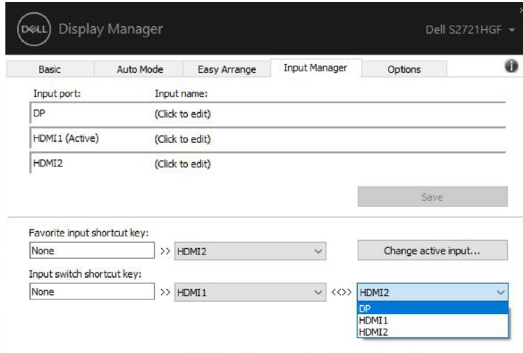 DELL Display Manager Dell S2721HGF
Basic Auto Mode Easy Arrange Input Manager Options
Input port: Input name:
DP (Click to edit)
HDMI1 (Active) (Click to edit)
HDMI2 (Click to edit)
Save
Favorite input shortcut key:
None >> HDMI2 Change active input...
Input switch shortcut key:
None >> HDMI1 <<>> HDMI2
DP
HDMI1
HDMI2